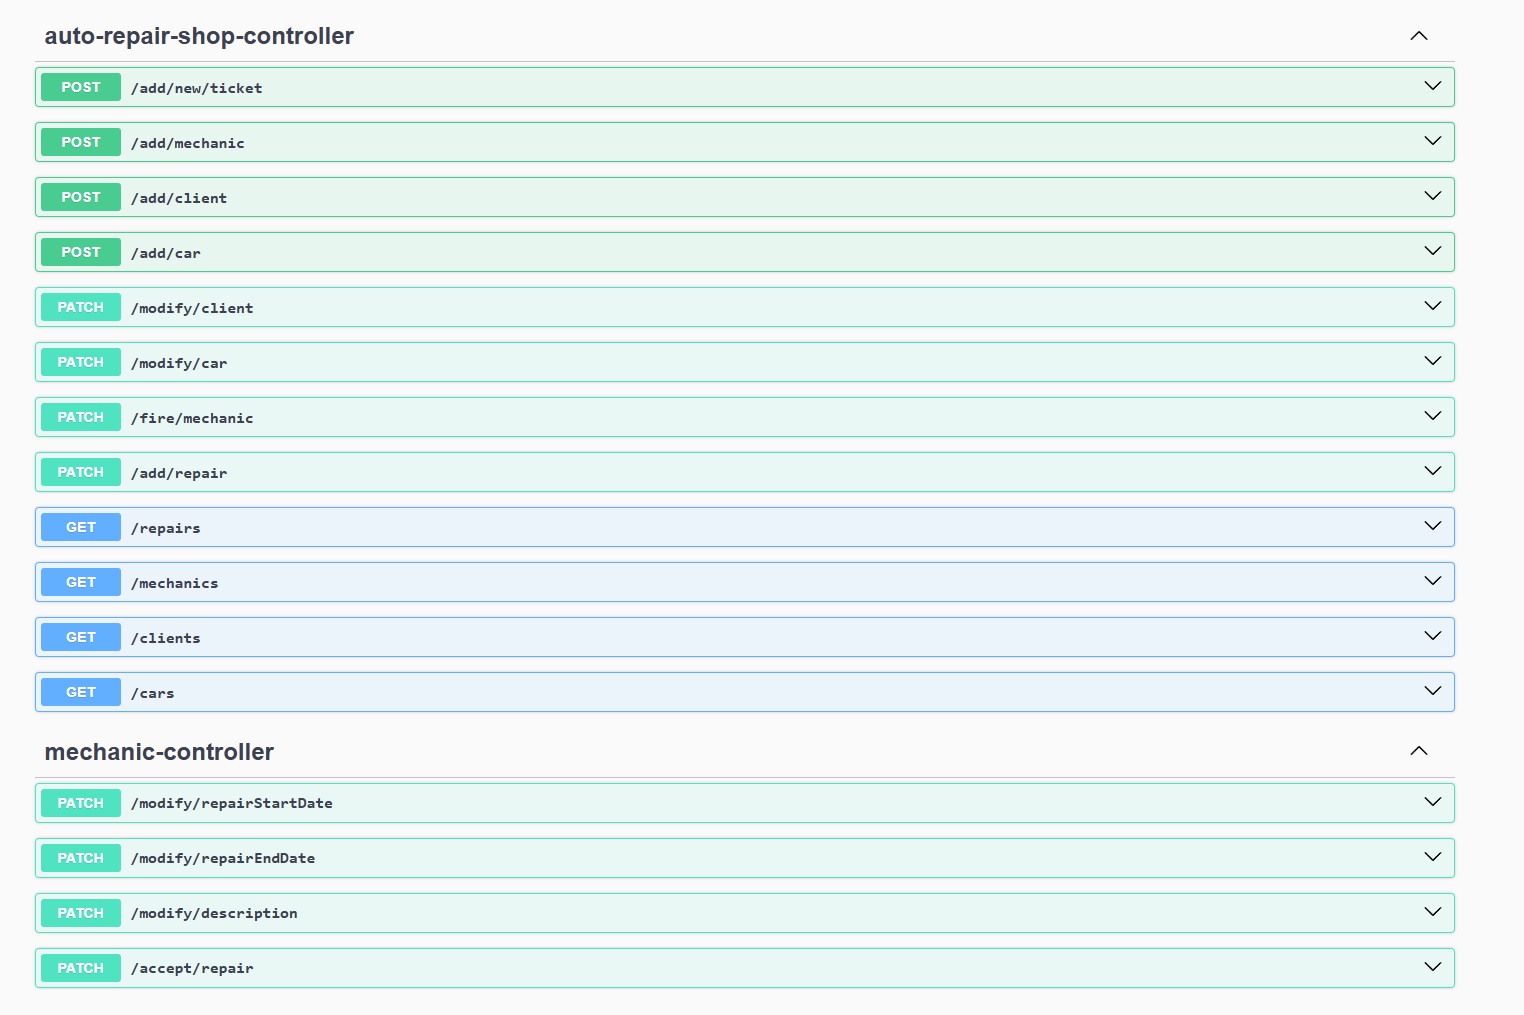 auto-repair-shop-controller
POST /add/new/ticket
POST /add/mechanic
POST /add/client
POST /add/car
PATCH /modify/client
PATCH /modify/car
PATCH /fire/mechanic
PATCH /add/repair
GET /repairs
GET /mechanics
GET /clients
GET /cars
mechanic-controller
PATCH /modify/repairStartDate
PATCH /modify/repairEndDate
PATCH /modify/description
PATCH /accept/repair